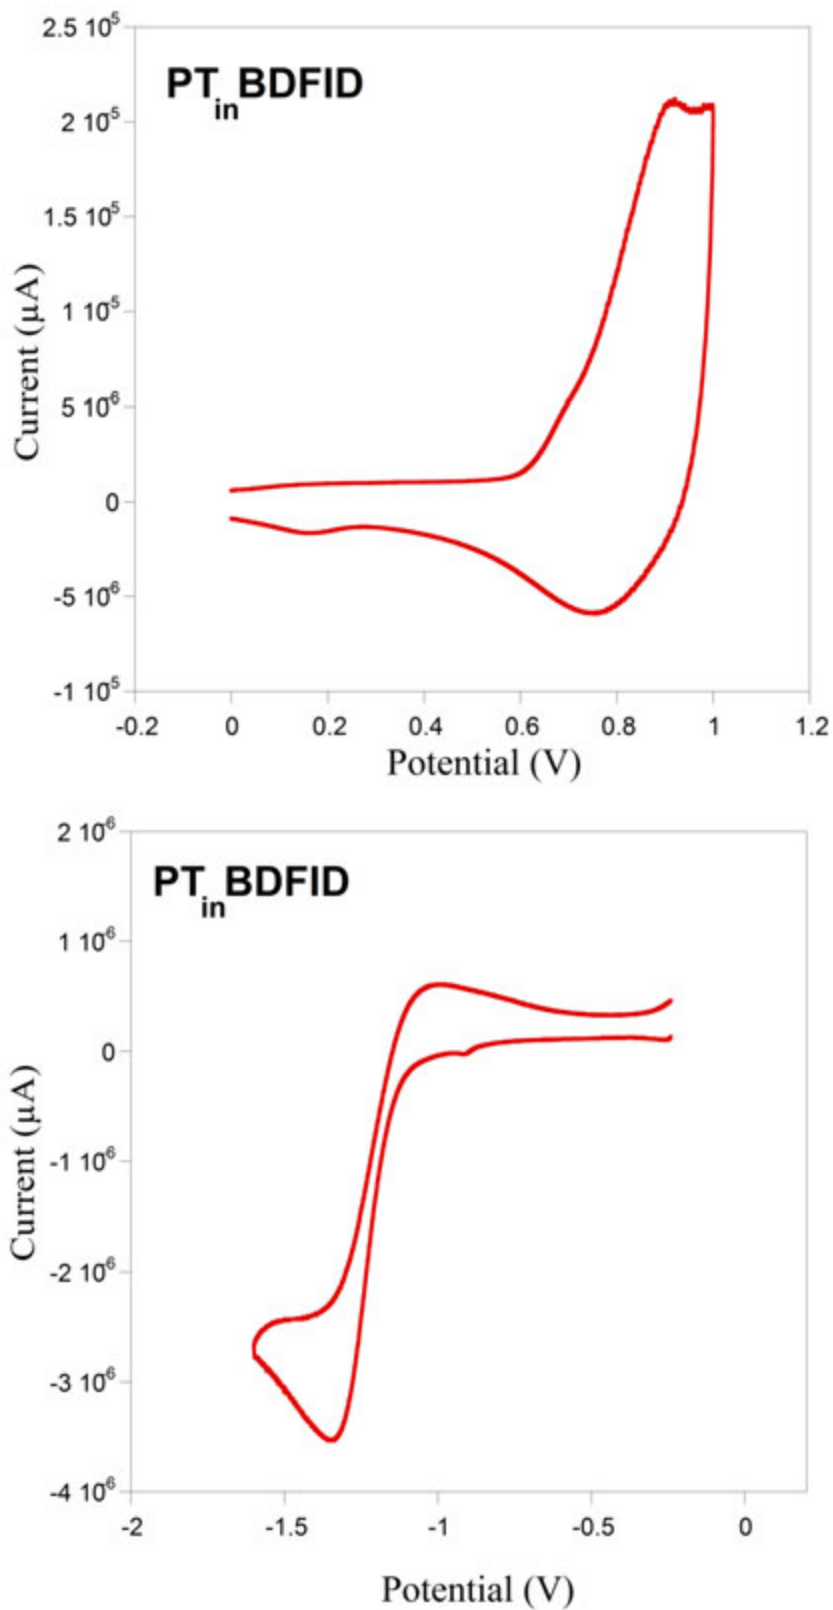 PTinBDFID
2.5 10-5
2 10-5
1.5 10-5
1 10-5
5 10-6
0
-5 10-6
-1 10-5
Current (µA)
-0.2 0 0.2 0.4 0.6 0.8 1 1.2
Potential (V)
PTinBDFID
2 10-6
1 10-6
0
-1 10-6
-2 10-6
-3 10-6
-4 10-6
Current (µA)
-2 -1.5 -1 -0.5 0
Potential (V)